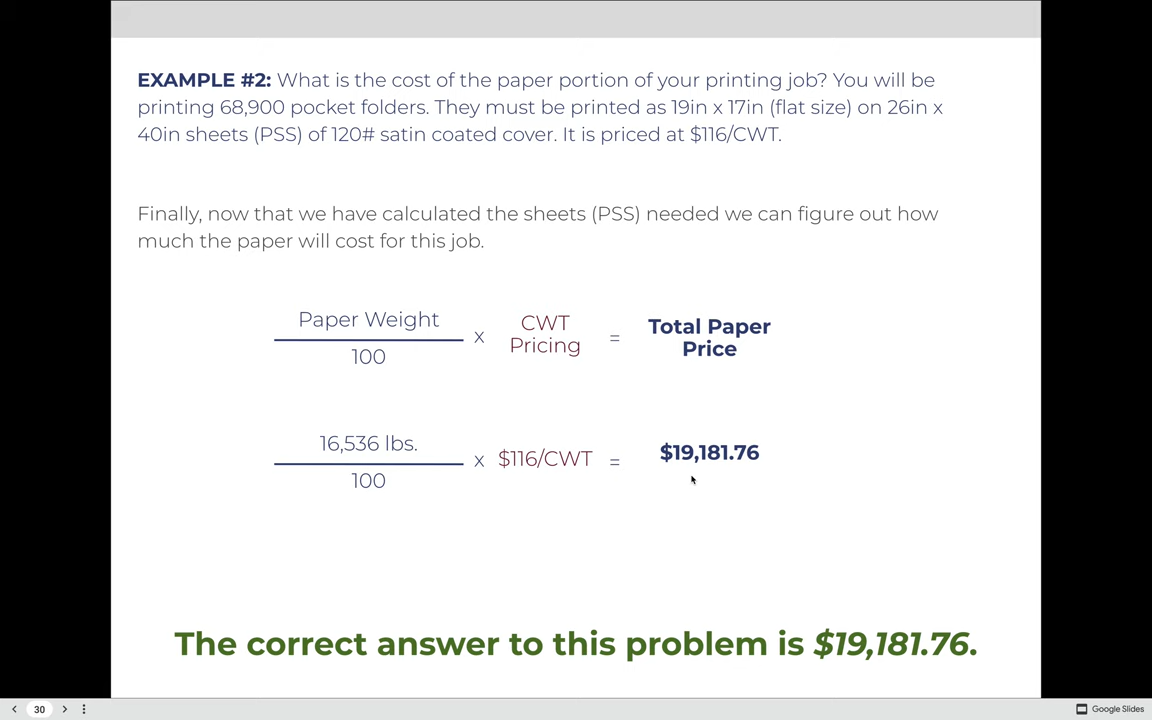 EXAMPLE #2: What is the cost of the paper portion of your printing job? You will be
printing 68,900 pocket folders. They must be printed as 19in x 17in (flat size) on 26in x
40in sheets (PSS) of 120# satin coated cover. It is priced at $116/CWT.
Finally, now that we have calculated the sheets (PSS) needed we can figure out how
much the paper will cost for this job.
Paper Weight
100
x
CWT
Pricing
=
Total Paper
Price
16,536 lbs.
100
x
$116/CWT
=
$19,181.76
The correct answer to this problem is $19,181.76.
30
Google Slides